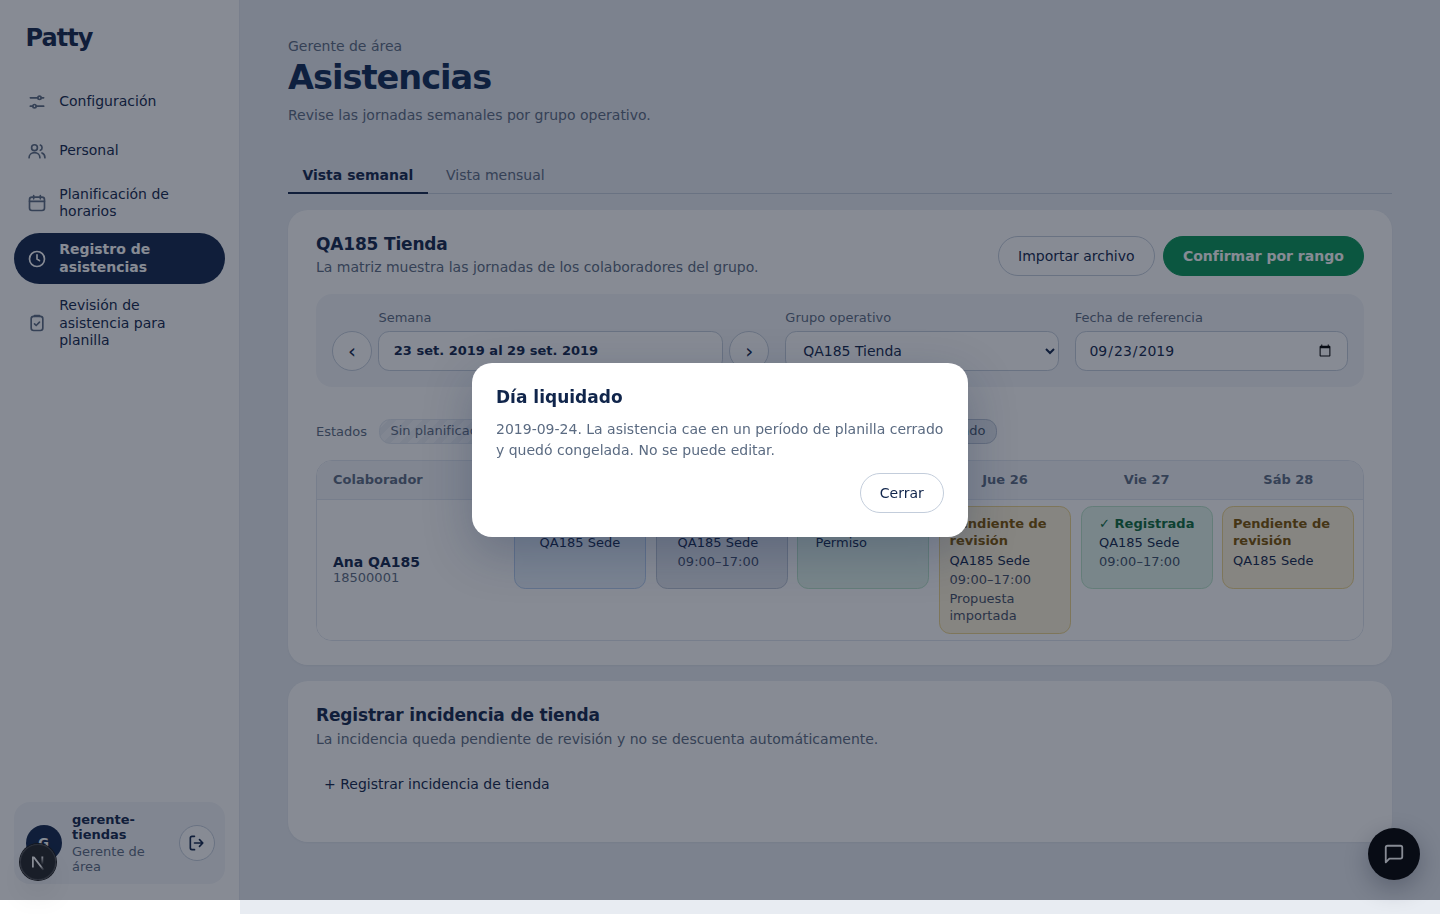 Patty
Configuración
Personal
Planificación de
horarios
Registro de
asistencias
Revisión de
asistencia para
planilla
gerente-
tiendas
Gerente de
área
Gerente de área
Asistencias
Revise las jornadas semanales por grupo operativo.
Vista semanal
Vista mensual
QA185 Tienda
La matriz muestra las jornadas de los colaboradores del grupo.
Importar archivo
Confirmar por rango
Semana
23 set. 2019 al 29 set. 2019
Grupo operativo
QA185 Tienda
Fecha de referencia
09/23/2019
Estados
Día liquidado
2019-09-24. La asistencia cae en un período de planilla cerrado
y quedó congelada. No se puede editar.
Cerrar
Colaborador
Jue 26
Vie 27
Sáb 28
Ana QA185
18500001
QA185 Sede
QA185 Sede
09:00–17:00
Permiso
revisión
QA185 Sede
09:00–17:00
Propuesta
importada
✓ Registrada
QA185 Sede
09:00–17:00
Pendiente de
revisión
QA185 Sede
Registrar incidencia de tienda
La incidencia queda pendiente de revisión y no se descuenta automáticamente.
+ Registrar incidencia de tienda